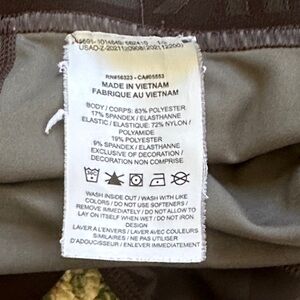 RN#56323 - CA#05553
MADE IN VIETNAM
FABRIQUE AU VIETNAM
BODY / CORPS: 83% POLYESTER
17% SPANDEX / ELASTHANNE
ELASTIC / ELASTIQUE: 72% NYLON /
POLYAMIDE
19% POLYESTER
9% SPANDEX / ELASTHANNE
EXCLUSIVE OF DECORATION /
DECORATION NON COMPRISE
WASH INSIDE OUT / WASH WITH LIKE
COLORS / DO NOT USE SOFTENERS /
REMOVE IMMEDIATELY / DO NOT ALLOW TO
LAY ON ITSELF WHEN WET / DO NOT IRON
DESIGN
LAVER A L'ENVERS / LAVER AVEC COULEURS
SIMILAIRES / NE PAS UTILISER
D'ADOUCISSEUR / ENLEVER IMMEDIATEMENT